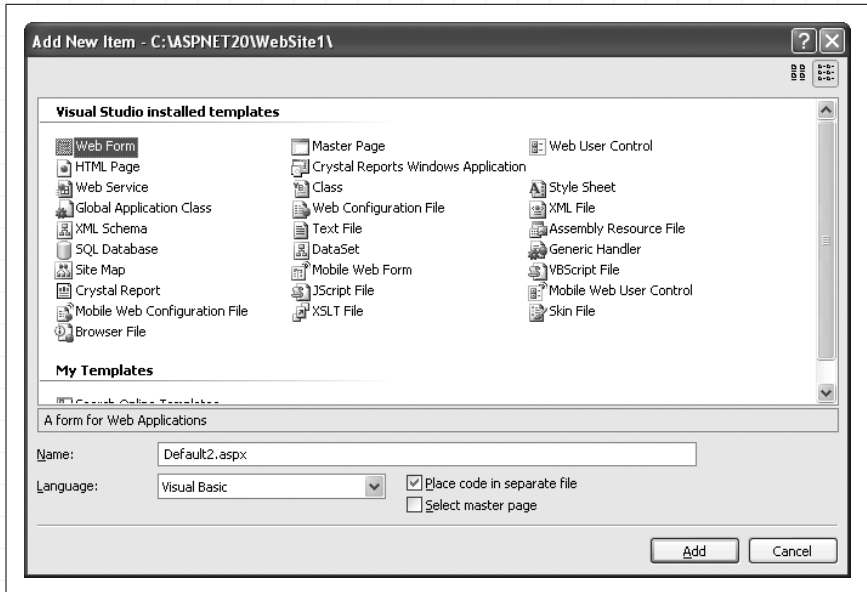 Add New Item - C:\ASPNET20\WebSite1\
Visual Studio installed templates
Web Form Master Page Web User Control
HTML Page Crystal Reports Windows Application
Web Service Class Style Sheet
Global Application Class Web Configuration File XML File
XML Schema Text File Assembly Resource File
SQL Database DataSet Generic Handler
Site Map Mobile Web Form VBScript File
Crystal Report JScript File Mobile Web User Control
Mobile Web Configuration File XSLT File Skin File
Browser File
My Templates
Search Online Templates
A form for Web Applications
Name: Default2.aspx
Language: Visual Basic Place code in separate file
Select master page
Add Cancel